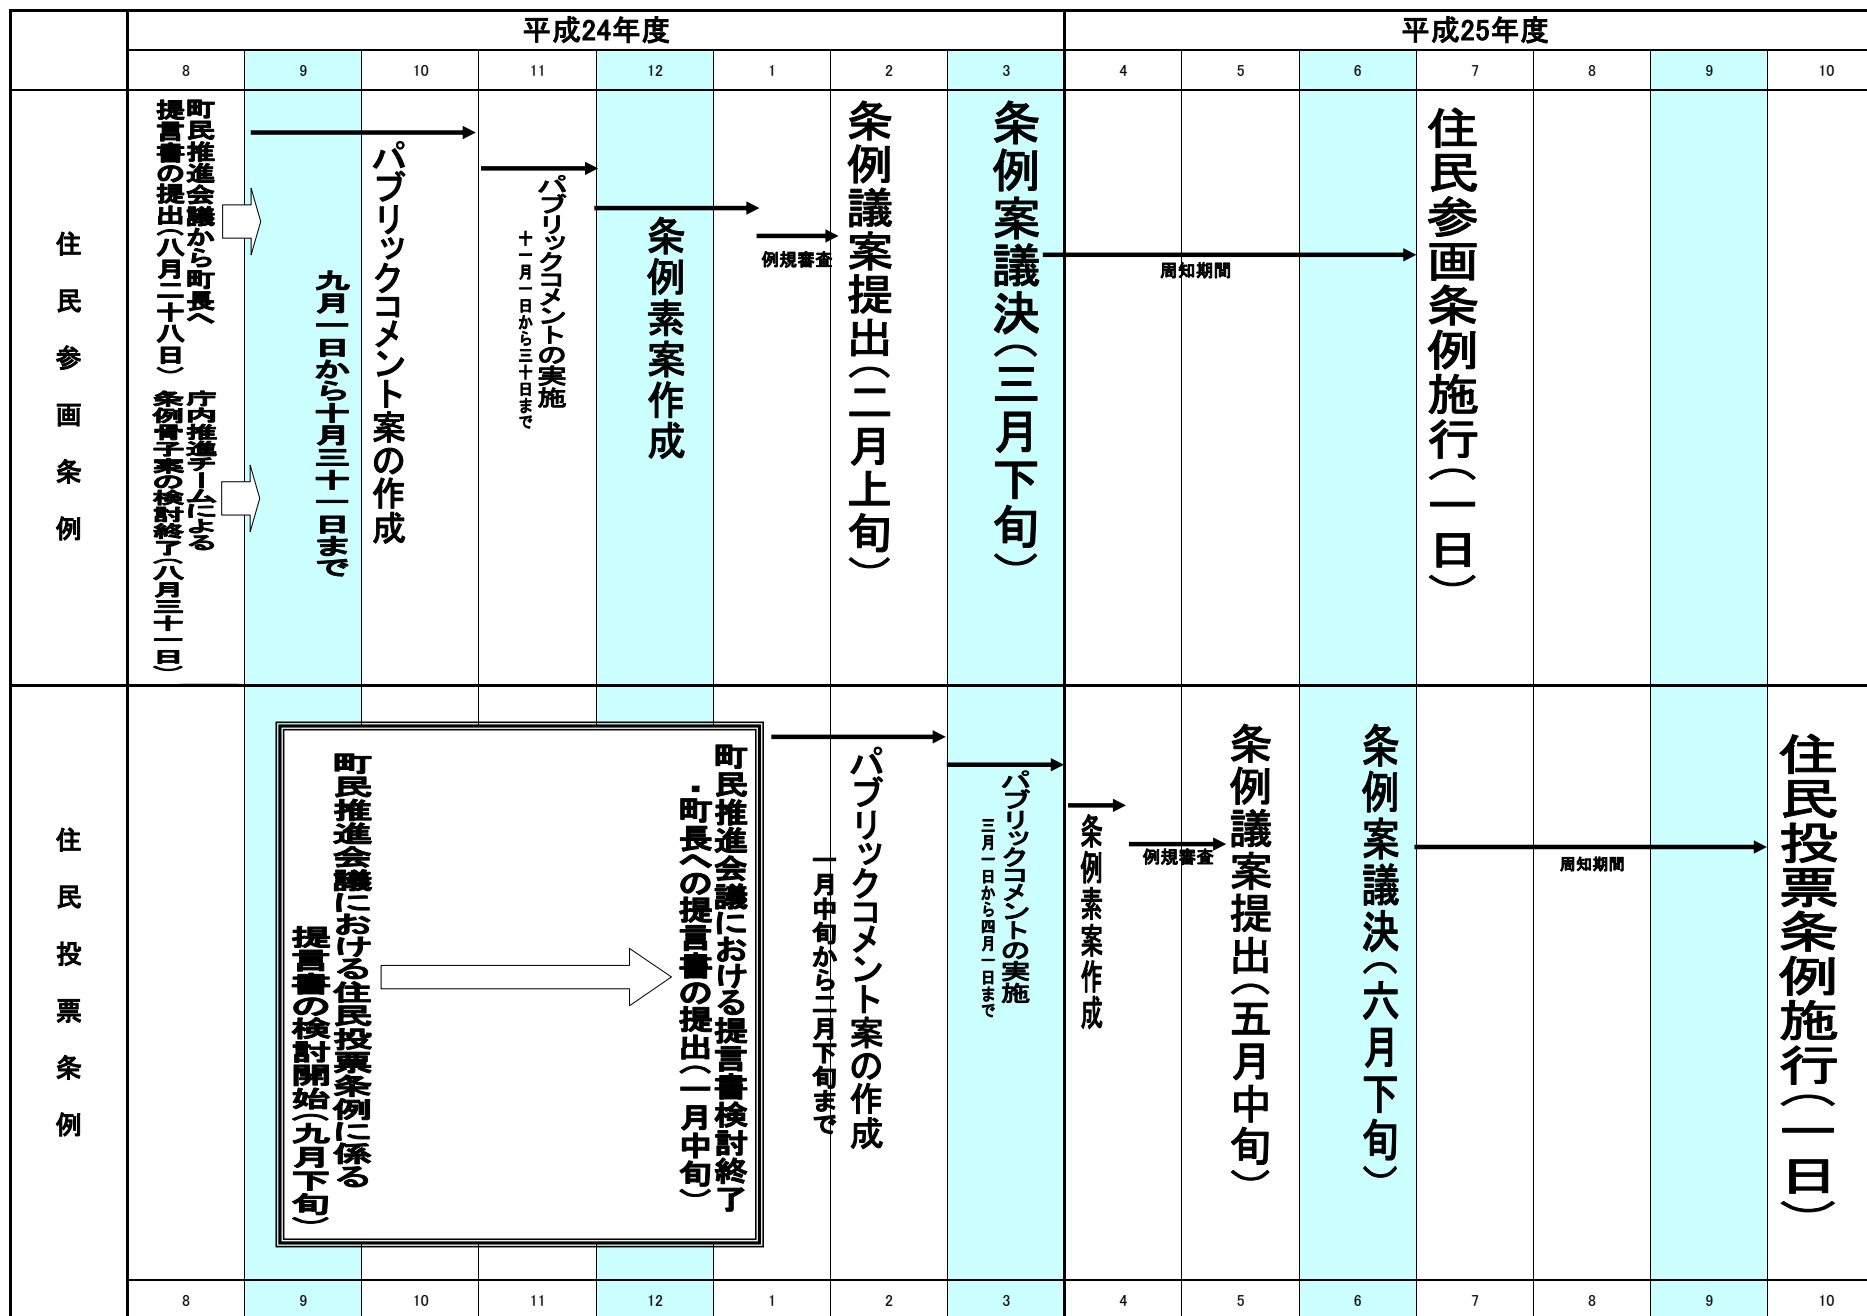 平成24年度
平成25年度
8 9 10 11 12 1 2 3 4 5 6 7 8 9 10
住民参画条例
町民推進会議から町長へ
提言書の提出(八月二十八日)
庁内推進チームによる
条例骨子案の検討終了(八月三十一日)
パブリックコメント案の作成
九月一日から十月三十一日まで
パブリックコメントの実施
十一月一日から三十日まで
条例素案作成
例規審査
条例議案提出(二月上旬)
条例案議決(三月下旬)
周知期間
住民参画条例施行(一日)
住民投票条例
町民推進会議における住民投票条例に係る
提言書の検討開始(九月下旬)
町民推進会議における提言書検討終了
・町長への提言書の提出(一月中旬)
パブリックコメント案の作成
一月中旬から二月下旬まで
パブリックコメントの実施
三月一日から四月一日まで
条例素案作成
例規審査
条例議案提出(五月中旬)
条例案議決(六月下旬)
周知期間
住民投票条例施行(一日)
8 9 10 11 12 1 2 3 4 5 6 7 8 9 10